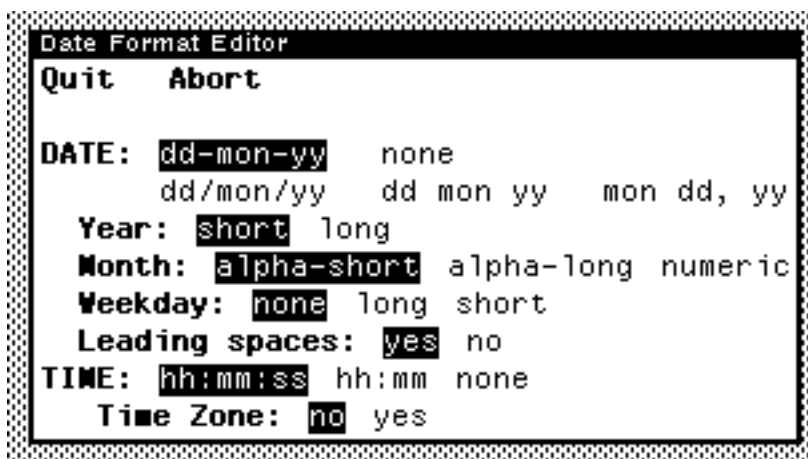 Date Format Editor
Quit Abort
DATE: dd-mon-yy none
dd/mon/yy dd mon yy mon dd, yy
Year: short long
Month: alpha-short alpha-long numeric
Weekday: none long short
Leading spaces: yes no
TIME: hh:mm:ss hh:mm none
Time Zone: no yes